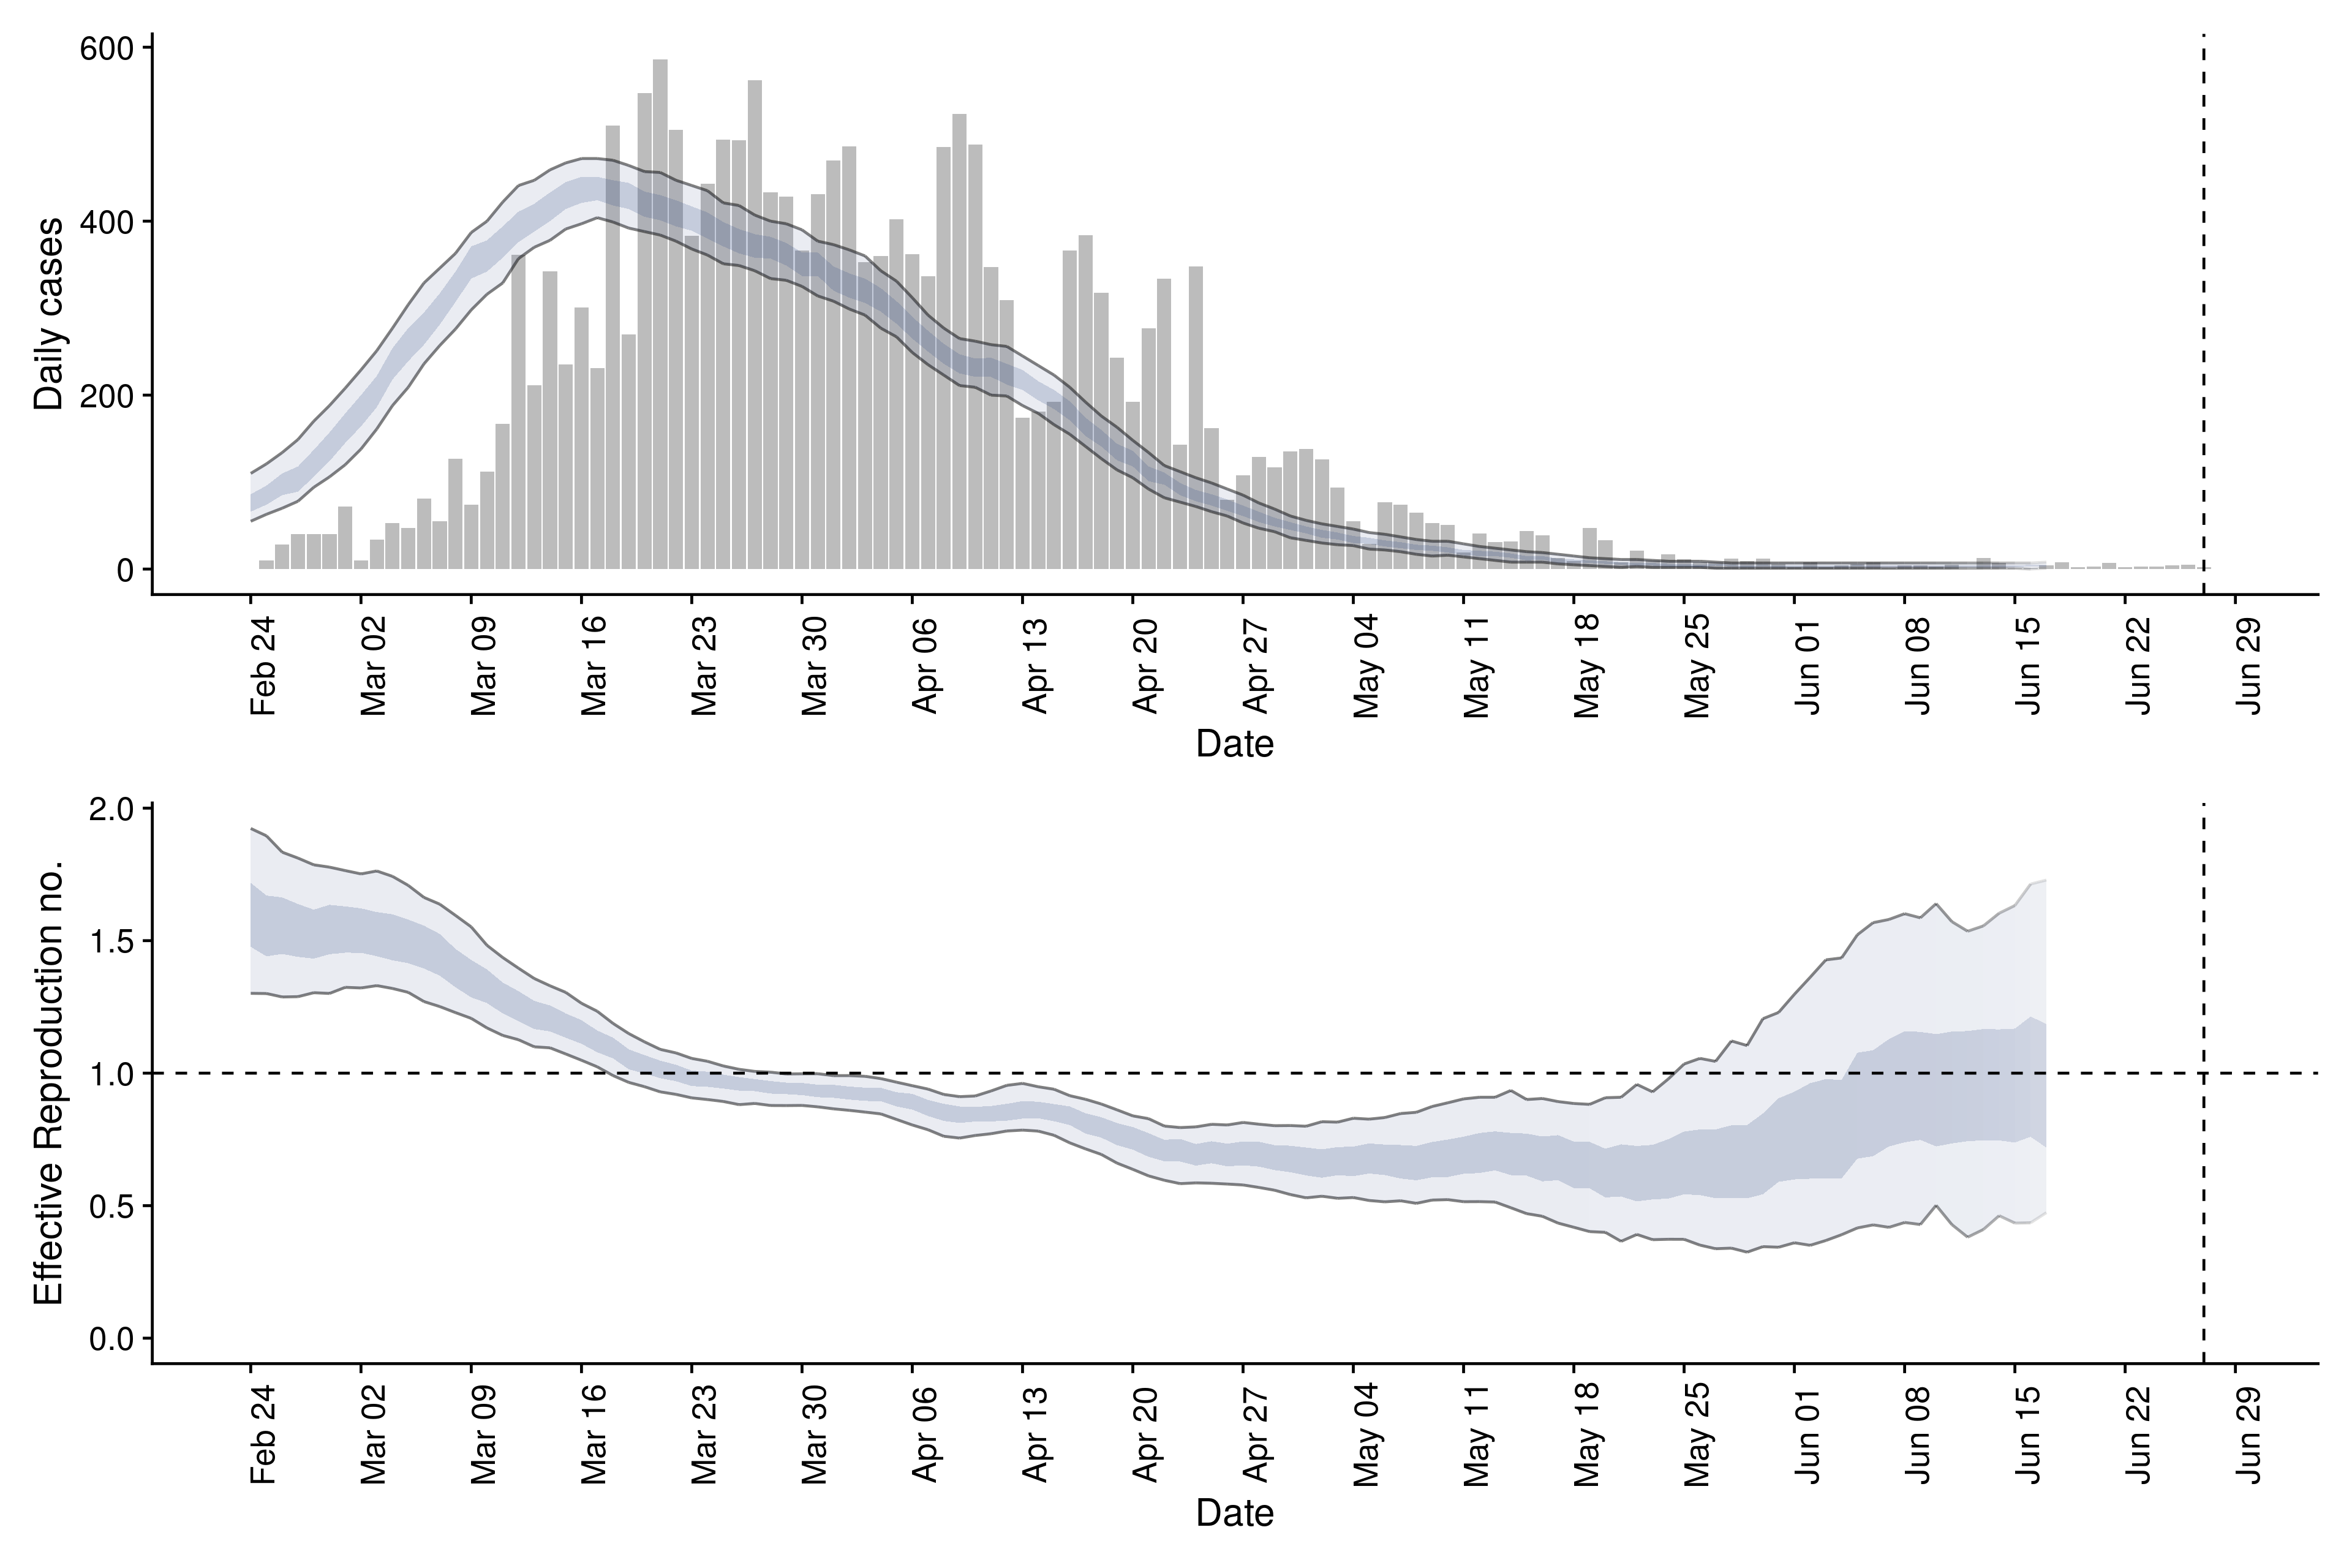 Daily cases
600
400
200
0
Feb 24
Mar 02
Mar 09
Mar 16
Mar 23
Mar 30
Apr 06
Apr 13
Apr 20
Apr 27
May 04
May 11
May 18
May 25
Jun 01
Jun 08
Jun 15
Jun 22
Jun 29
Date
Effective Reproduction no.
2.0
1.5
1.0
0.5
0.0
Feb 24
Mar 02
Mar 09
Mar 16
Mar 23
Mar 30
Apr 06
Apr 13
Apr 20
Apr 27
May 04
May 11
May 18
May 25
Jun 01
Jun 08
Jun 15
Jun 22
Jun 29
Date